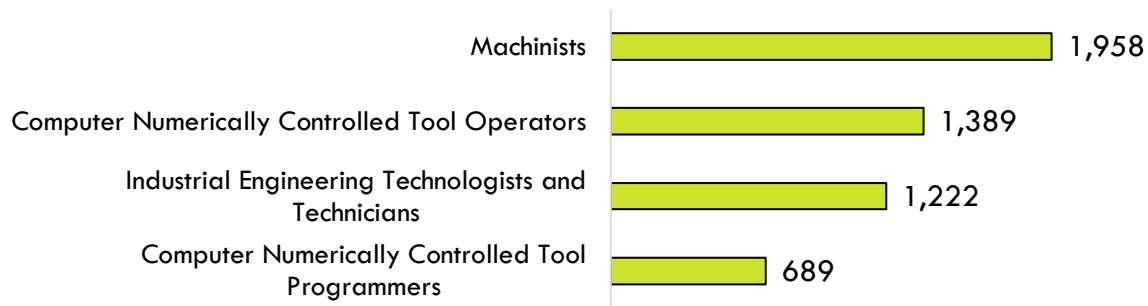 Machinists
1,958
Computer Numerically Controlled Tool Operators
1,389
Industrial Engineering Technologists and
Technicians
1,222
Computer Numerically Controlled Tool
Programmers
689